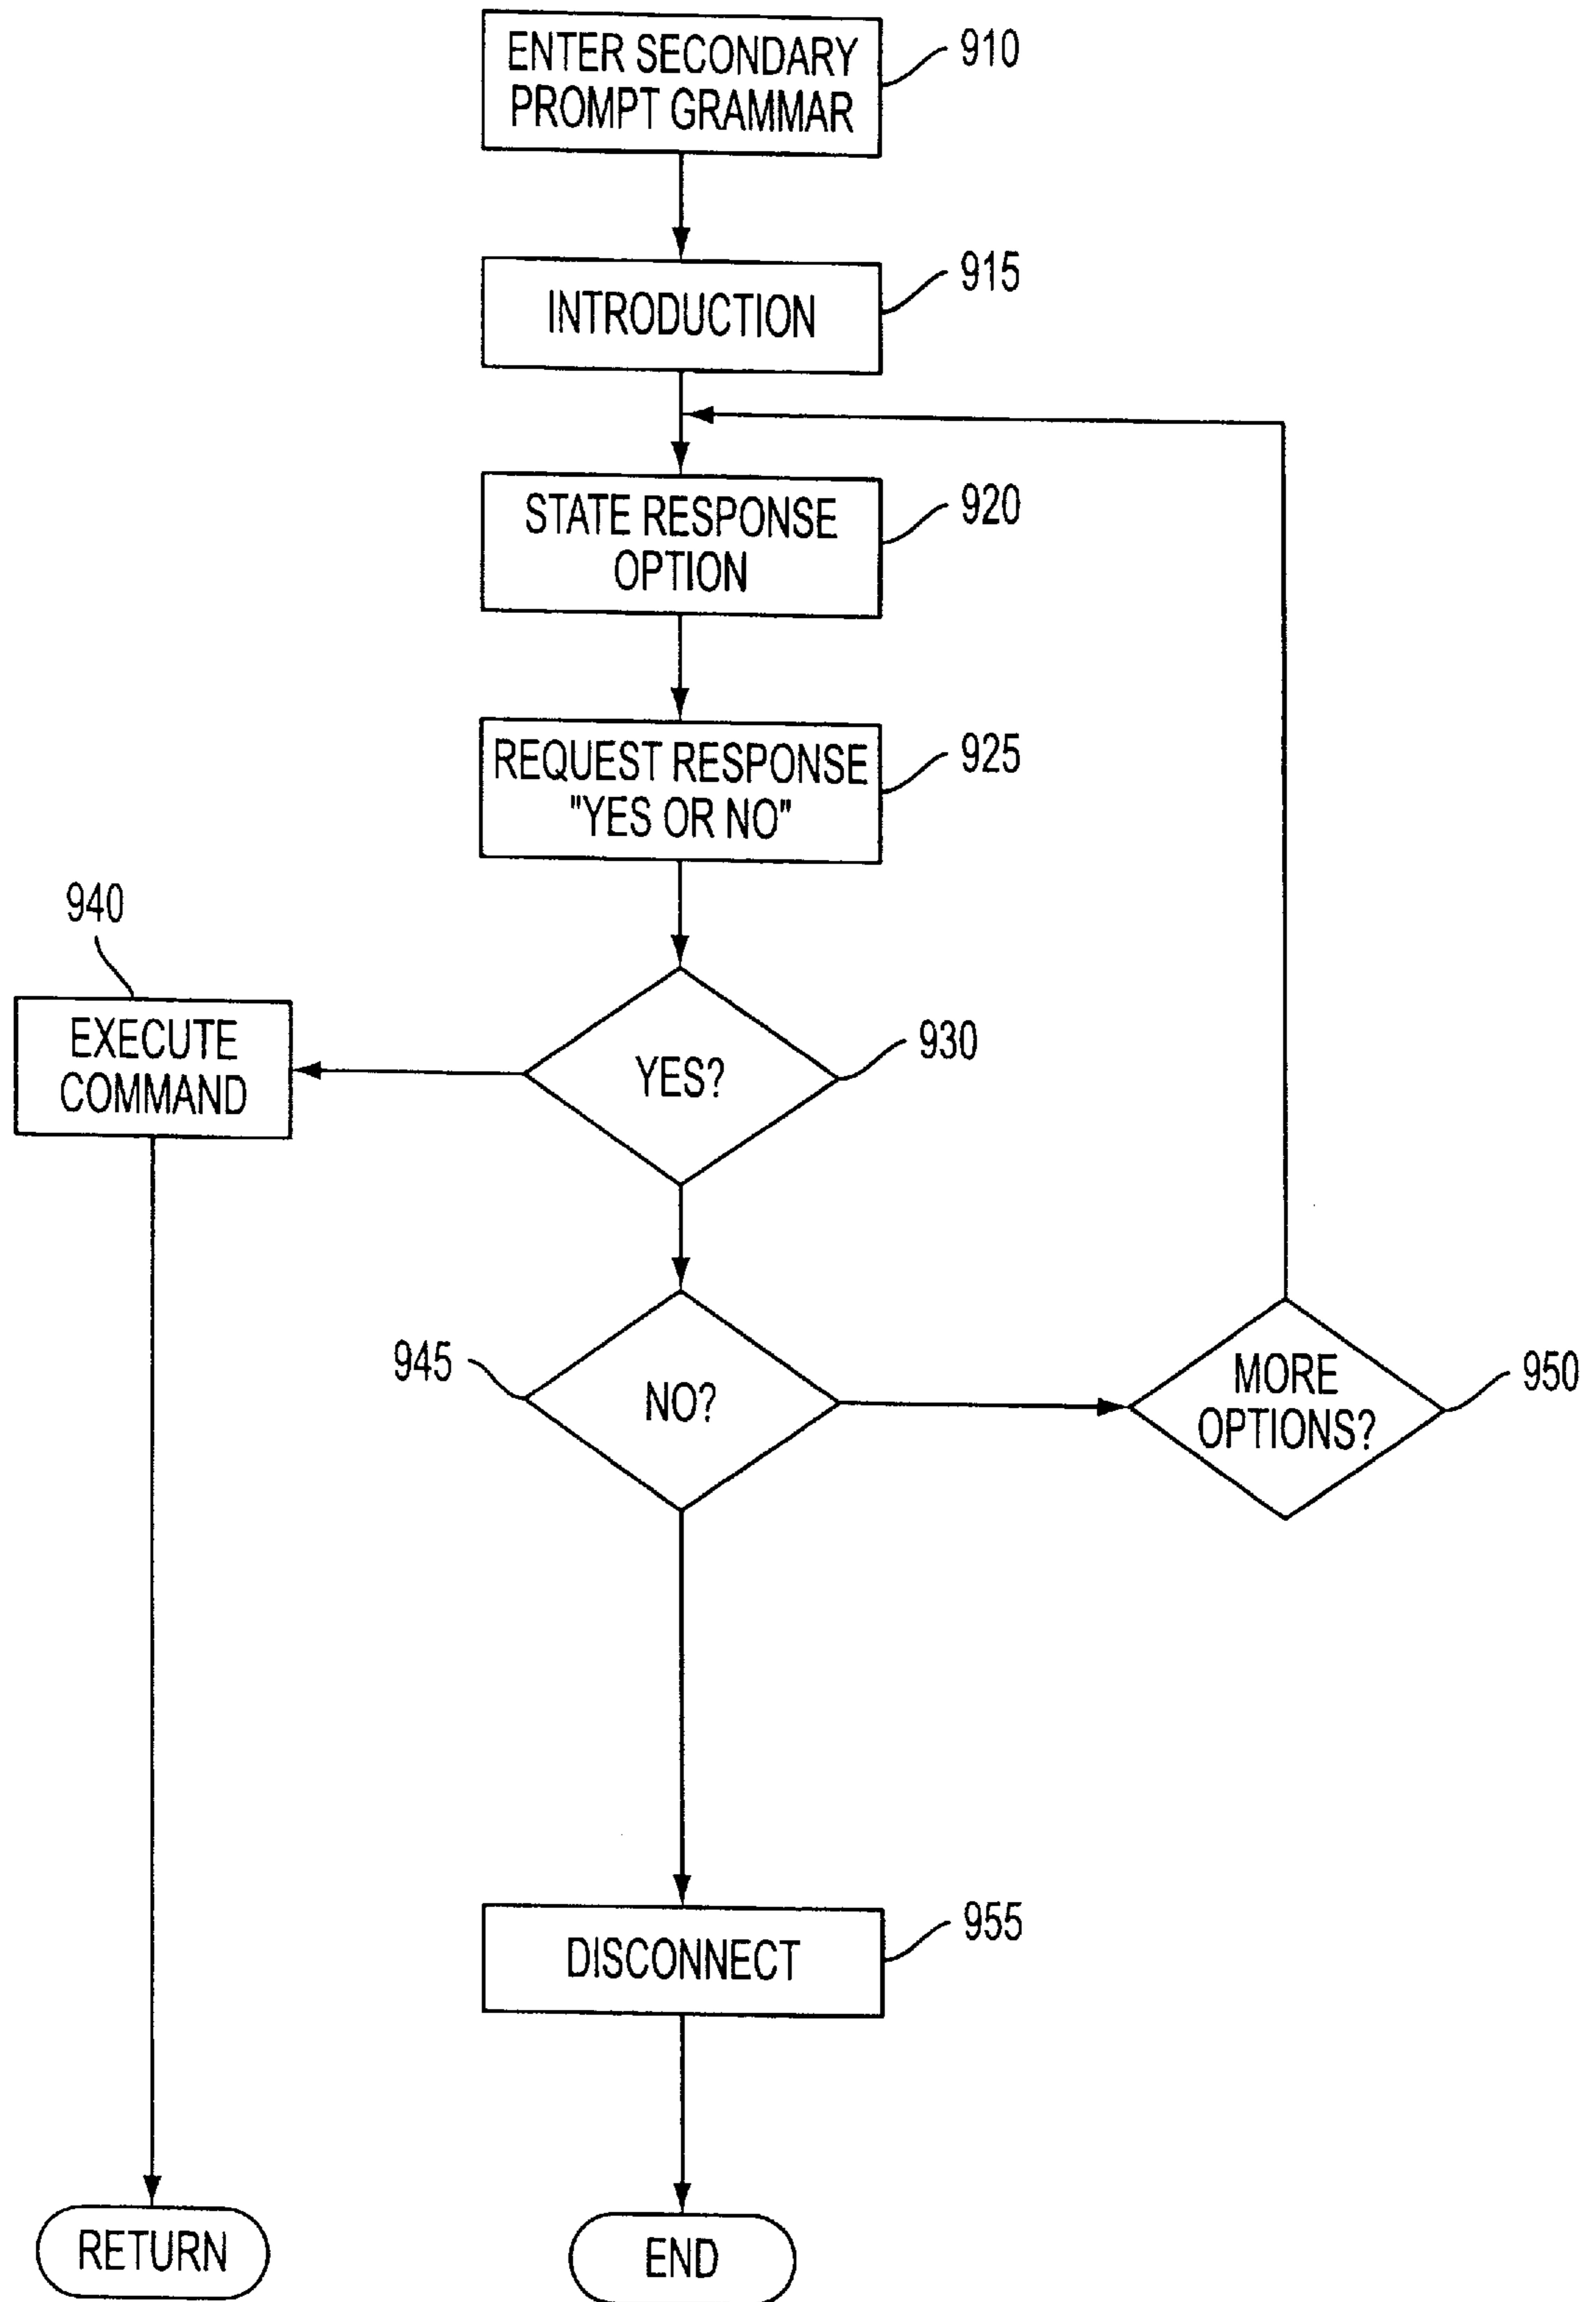 ENTER SECONDARY
PROMPT GRAMMAR
910
INTRODUCTION
915
STATE RESPONSE
OPTION
920
REQUEST RESPONSE
"YES OR NO"
925
940
EXECUTE
COMMAND
YES?
930
945
NO?
MORE
OPTIONS?
950
DISCONNECT
955
RETURN
END